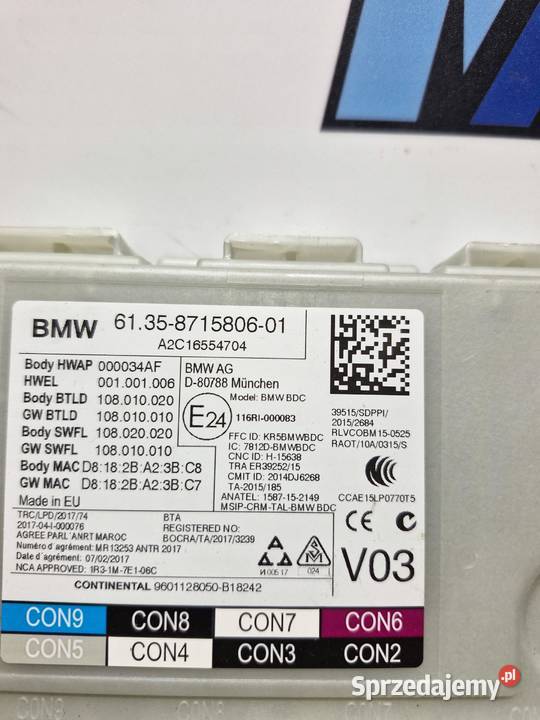 BMW 61.35-8715806-01
A2C16554704
Body HWAP 000034AF
HWEL 001.001.006
Body BTLD 108.010.020
GW BTLD 108.010.010
Body SWFL 108.020.020
GW SWFL 108.010.010
Body MAC D8:18:2B:A2:3B:C8
GW MAC D8:18:2B:A2:3B:C7
Made in EU
BMW AG
D-80788 München
Model: BMW BDC
E24
116RI-000083
FFC ID: KR5BMWBDC
IC: 7812D-BMWBDC
CNC ID: H-15638
TRA ER39252/15
CMIT ID: 2014DJ6268
TA-2015/185
ANATEL: 1587-15-2149
MSIP-CRM-TAL-BMW BDC
39515/SDPPI/
2015/2684
RLVCOBM15-0525
RAOT/10A/0315/S
CCAE15LP0770T5
TRC/LPD/2017/74
2017-04-I-000076
AGREE PARL´ANRT MAROC
Numéro d´agrément: MR13253 ANTR 2017
Date d´agrément: 07/02/2017
NCA APPROVED: 1R3-1M-7E1-06C
BTA
REGISTERED NO:
BOCRA/TA/2017/3239
024
CE
V03
CONTINENTAL 9601128050-B18242
CON9 CON8 CON7 CON6
CON5 CON4 CON3 CON2
Sprzedajemy.pl